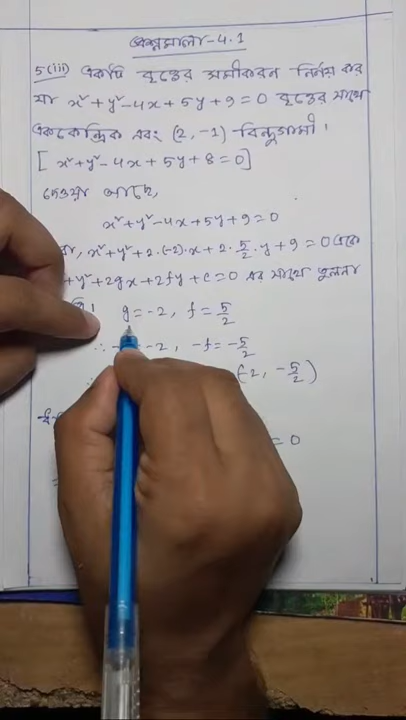 প্রশ্নমালা-4.1
5(iii) একটি বৃত্তের সমীকরন নির্নয় কর
যা x²+y²-4x+5y+9=0 বৃত্তের সাথে
এককেন্দ্রিক এবং (2,-1) বিন্দুগামী।
[x²+y²-4x+5y+8=0]
দেওয়া আছে,
x²+y²-4x+5y+9=0
, x²+y²+2·(-2)·x+2·5/2·y+9=0 একে
+y²+2gx+2fy+c=0 এর সাথে তুলনা
g=-2, f=5/2
-2, -f=-5/2
(2, -5/2)
=0